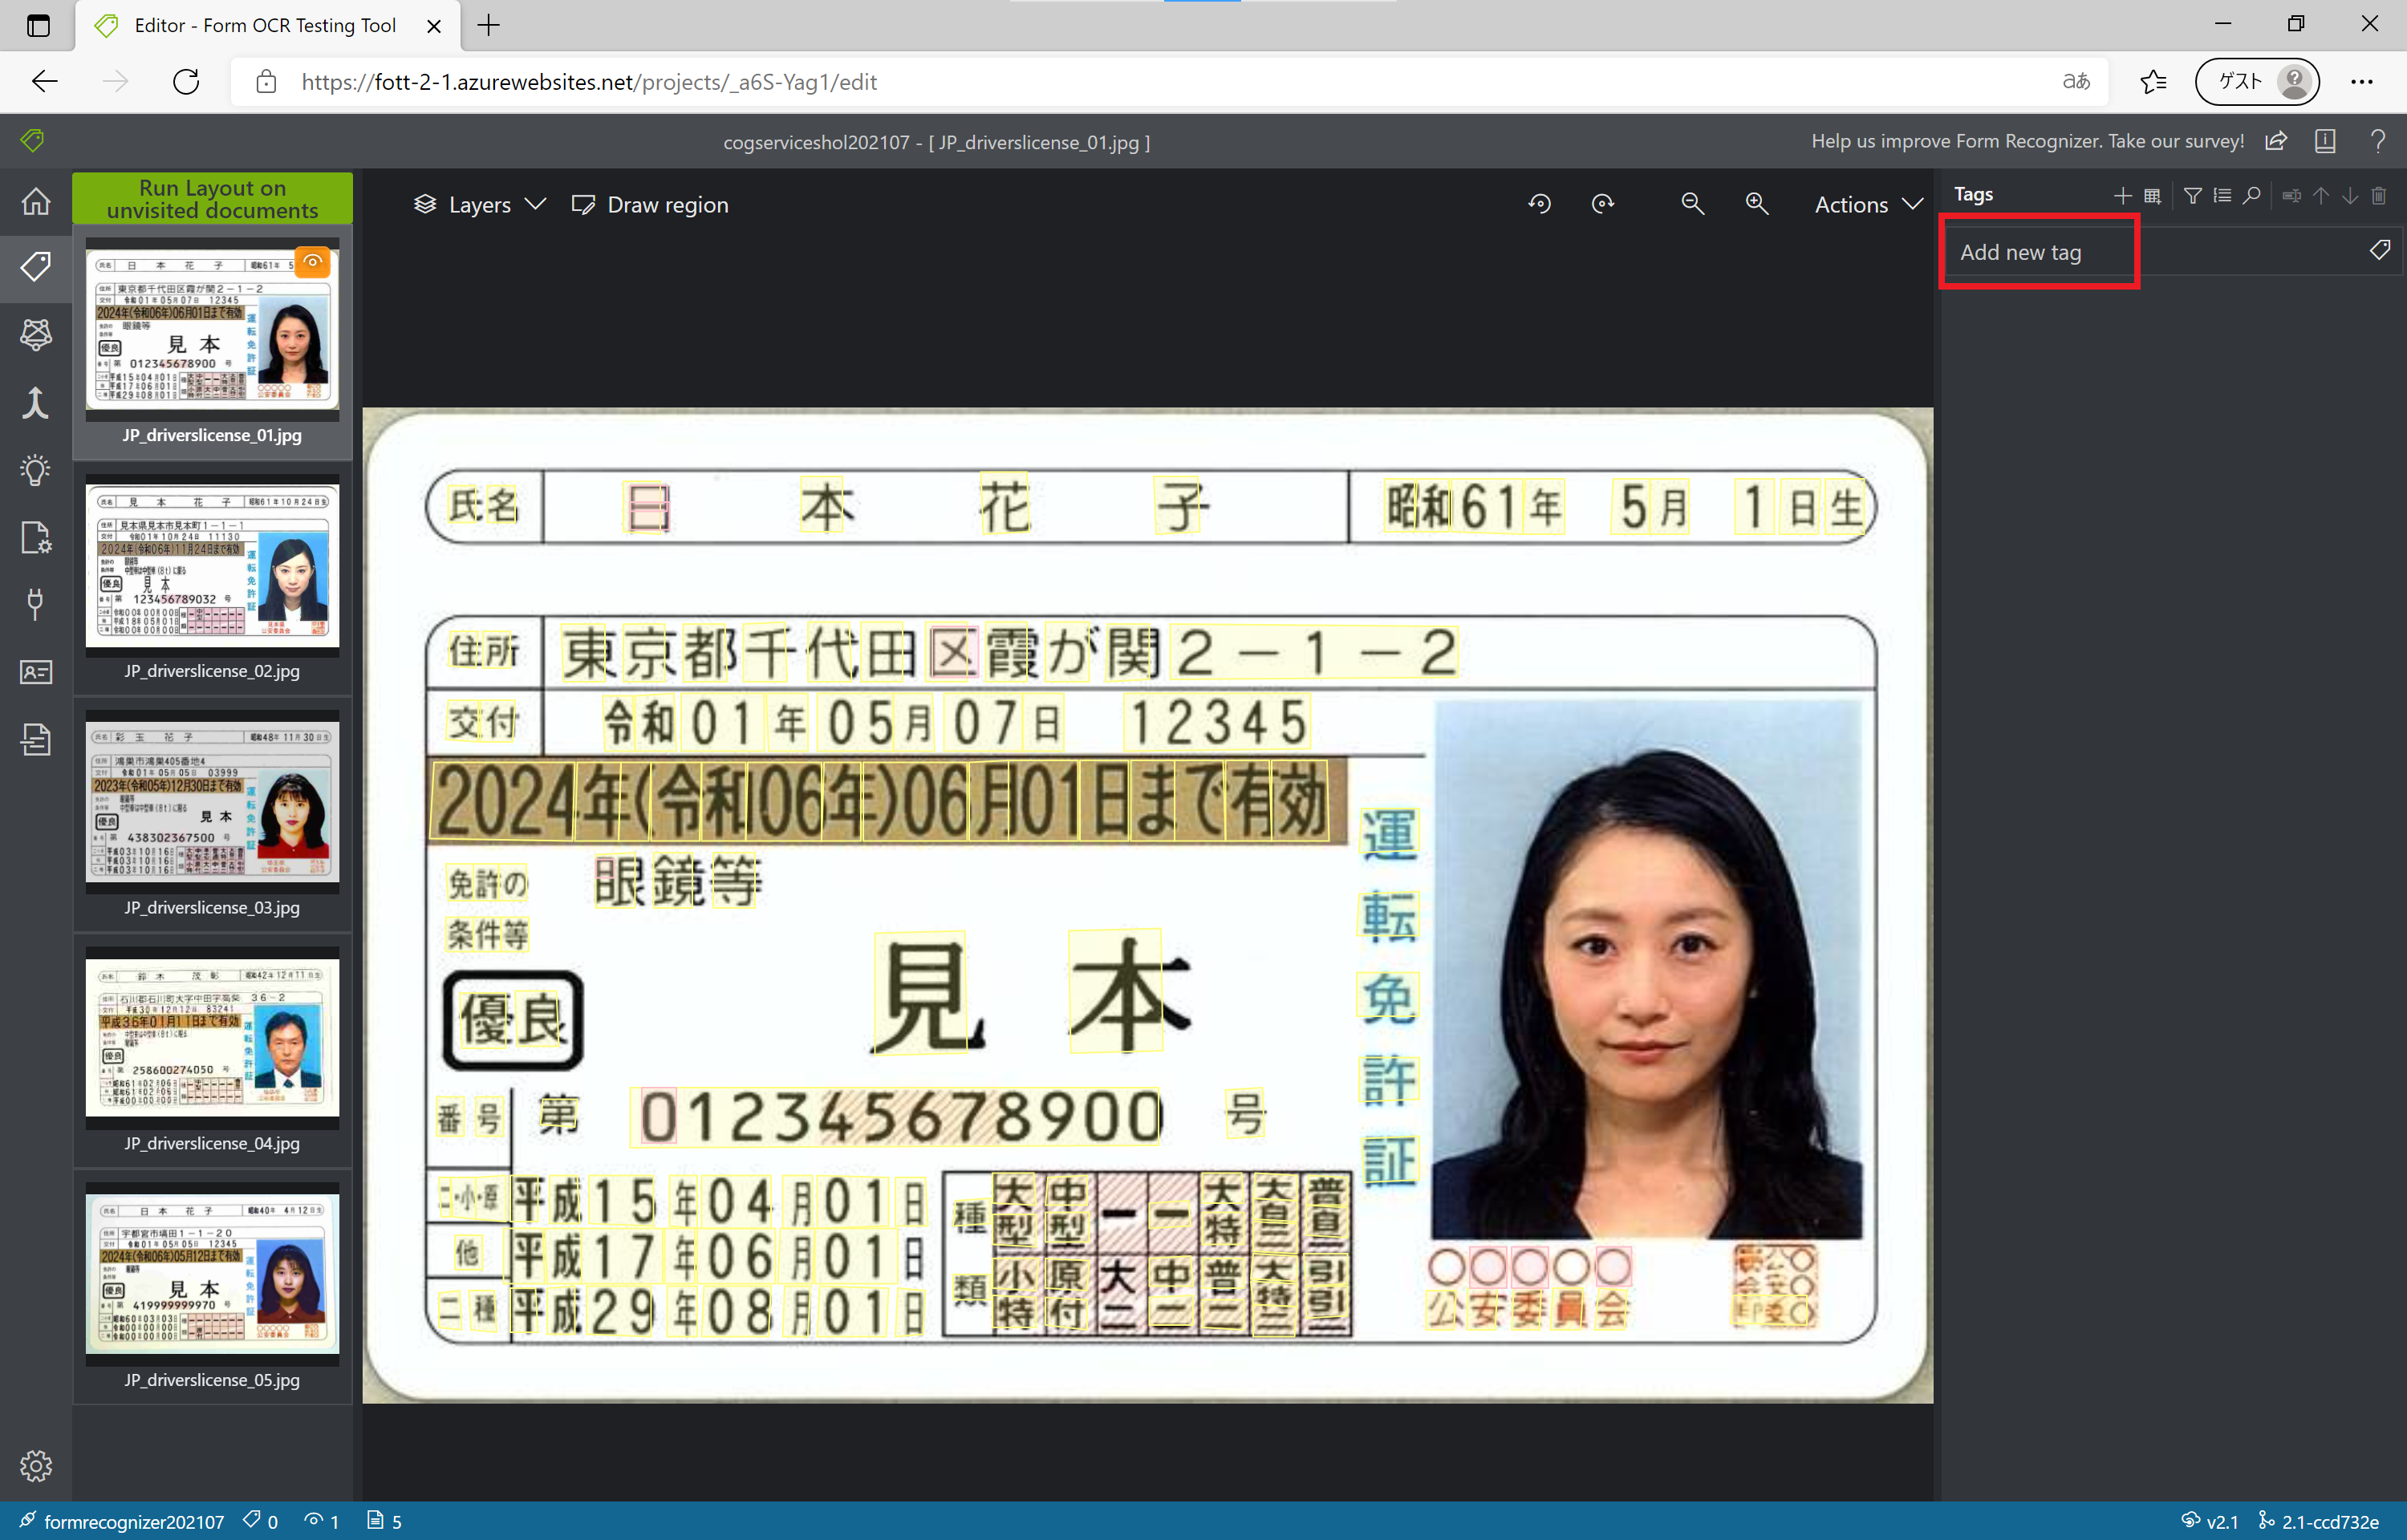 Editor - Form OCR Testing Tool
https://fott-2-1.azurewebsites.net/projects/_a6S-Yag1/edit
aあ
ゲスト
cogserviceshol202107 - [ JP_driverslicense_01.jpg ]
Help us improve Form Recognizer. Take our survey!
Run Layout on
unvisited documents
Layers
Draw region
Actions
Tags
Add new tag
JP_driverslicense_01.jpg
JP_driverslicense_02.jpg
JP_driverslicense_03.jpg
JP_driverslicense_04.jpg
JP_driverslicense_05.jpg
氏名 日本花子 昭和61年 5月 1日生
住所 東京都千代田区霞が関2-1-2
交付 令和01年05月07日 12345
2024年(令和06年)06月01日まで有効
免許の
条件等
眼鏡等
見本
優良
番号 第 012345678900 号
二・小・原 平成15年04月01日
他 平成17年06月01日
二種 平成29年08月01日
種類
大型 中型 ー ー 大特 大自二 普自二
小特 原付 大二 中二 普二 大特二 引引二
運転免許証
○○○○○
公安委員会
formrecognizer202107 0 1 5
v2.1 2.1-ccd732e